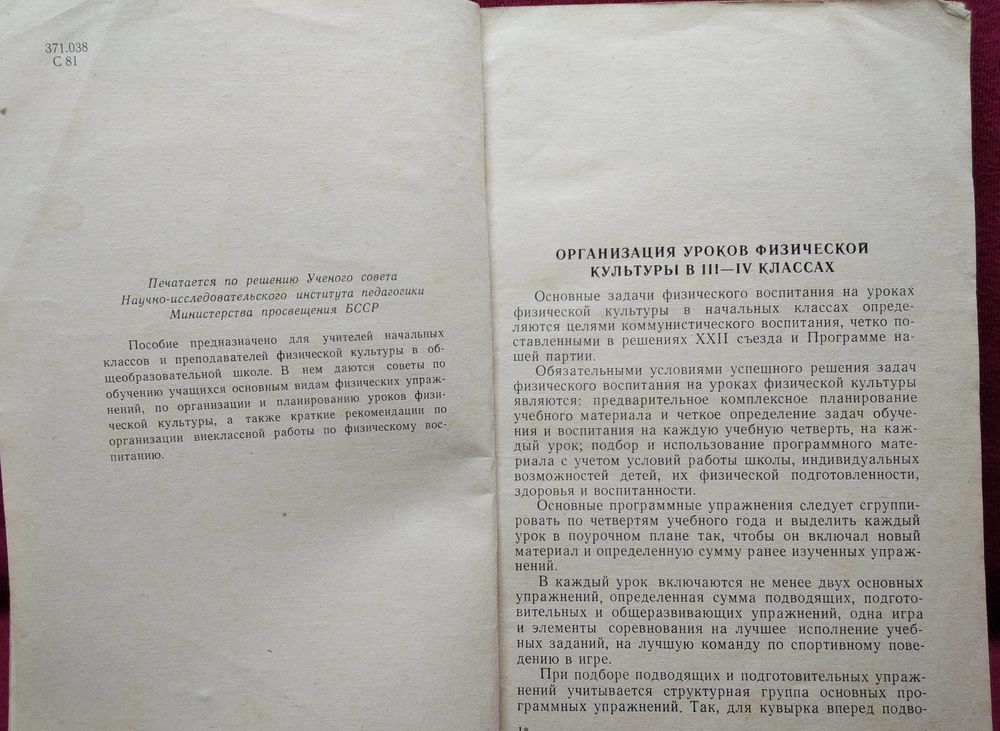 371.038
С 81
Печатается по решению Ученого совета
Научно-исследовательского института педагогики
Министерства просвещения БССР
Пособие предназначено для учителей начальных
классов и преподавателей физической культуры в об-
щеобразовательной школе. В нем даются советы по
обучению учащихся основным видам физических упраж-
нений, по организации и планированию уроков физи-
ческой культуры, а также краткие рекомендации по
организации внеклассной работы по физическому вос-
питанию.
ОРГАНИЗАЦИЯ УРОКОВ ФИЗИЧЕСКОЙ
КУЛЬТУРЫ В III—IV КЛАССАХ
Основные задачи физического воспитания на уроках
физической культуры в начальных классах опреде-
ляются целями коммунистического воспитания, четко по-
ставленными в решениях XXII съезда и Программе на-
шей партии.
Обязательными условиями успешного решения задач
физического воспитания на уроках физической культуры
являются: предварительное комплексное планирование
учебного материала и четкое определение задач обуче-
ния и воспитания на каждую учебную четверть, на каж-
дый урок; подбор и использование программного мате-
риала с учетом условий работы школы, индивидуальных
возможностей детей, их физической подготовленности,
здоровья и воспитанности.
Основные программные упражнения следует сгруппи-
ровать по четвертям учебного года и выделить каждый
урок в поурочном плане так, чтобы он включал новый
материал и определенную сумму ранее изученных упраж-
нений.
В каждый урок включаются не менее двух основных
упражнений, определенная сумма подводящих, подгото-
вительных и общеразвивающих упражнений, одна игра
и элементы соревнования на лучшее исполнение учеб-
ных заданий, на лучшую команду по спортивному пове-
дению в игре.
При подборе подводящих и подготовительных упраж-
нений учитывается структурная группа основных про-
граммных упражнений. Так, для кувырка вперед подво-
1*